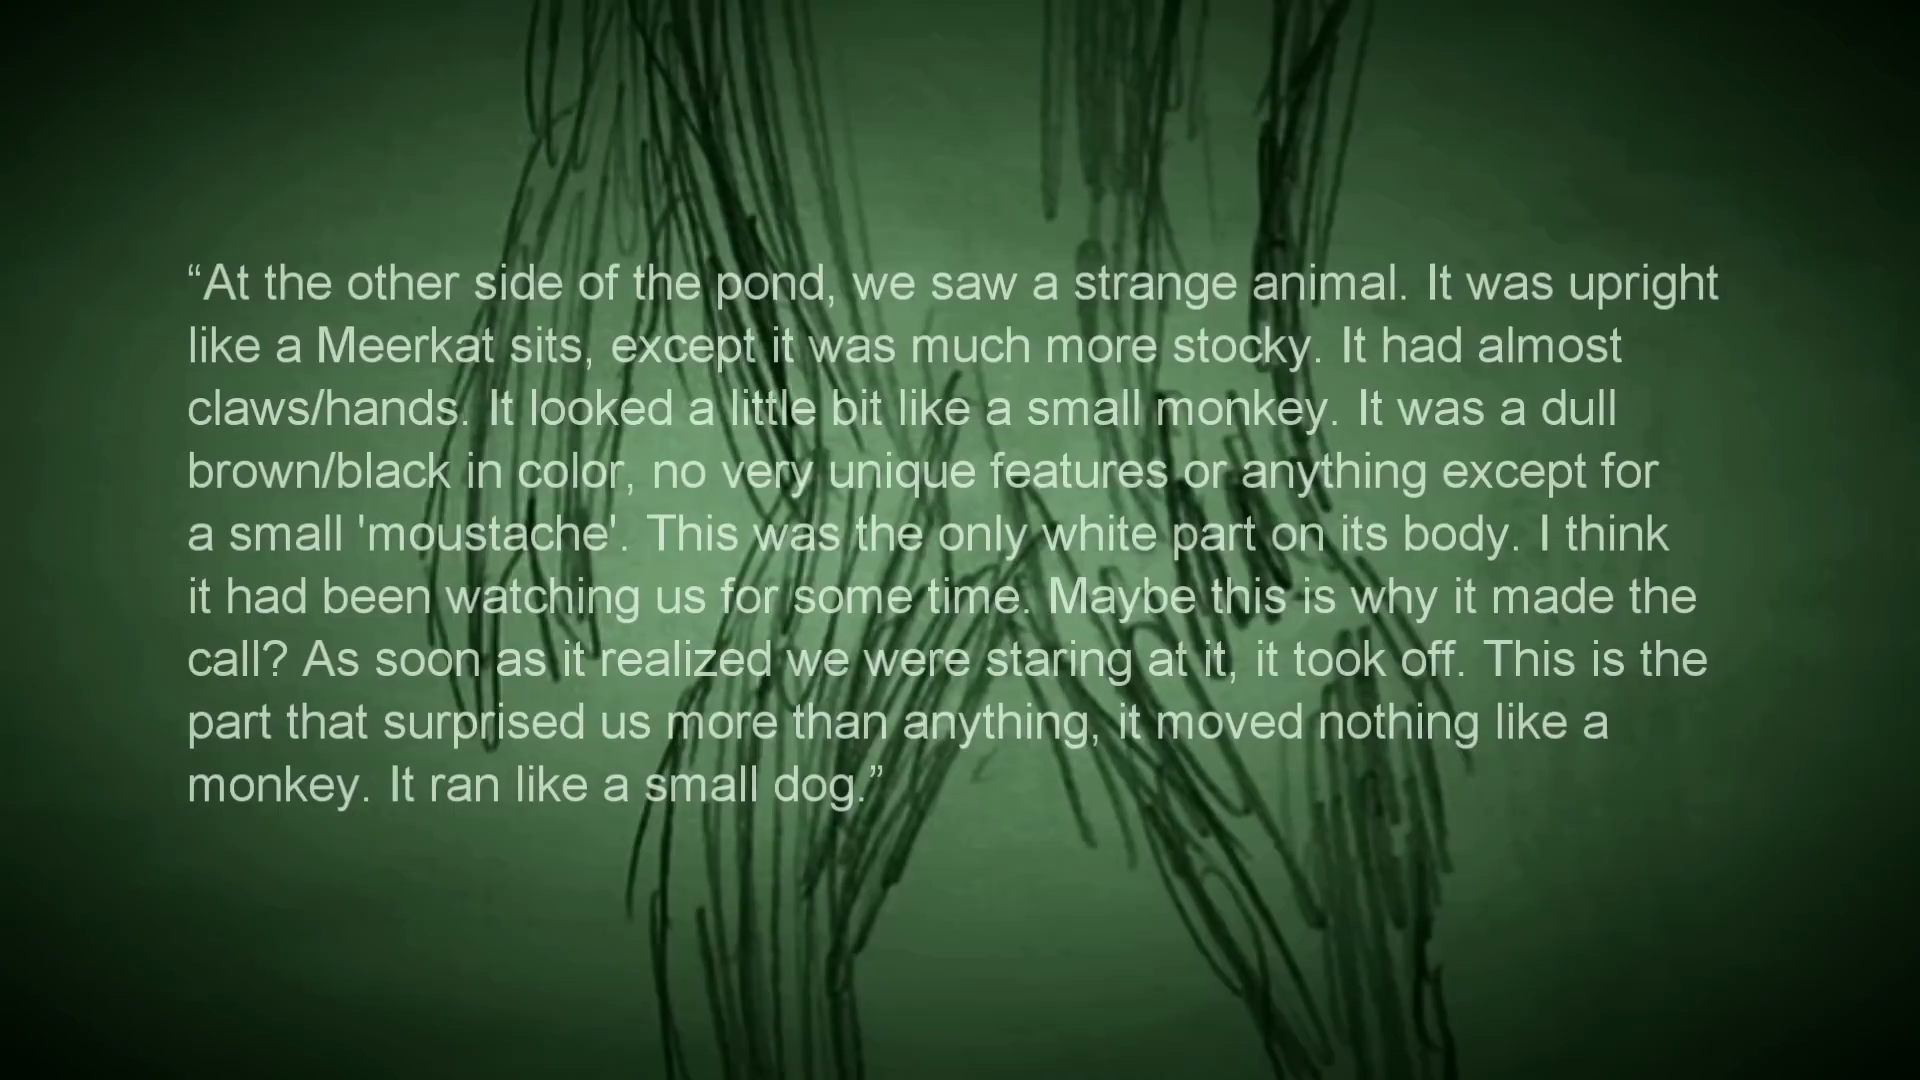 “At the other side of the pond, we saw a strange animal. It was upright
like a Meerkat sits, except it was much more stocky. It had almost
claws/hands. It looked a little bit like a small monkey. It was a dull
brown/black in color, no very unique features or anything except for
a small 'moustache'. This was the only white part on its body. I think
it had been watching us for some time. Maybe this is why it made the
call? As soon as it realized we were staring at it, it took off. This is the
part that surprised us more than anything, it moved nothing like a
monkey. It ran like a small dog.”